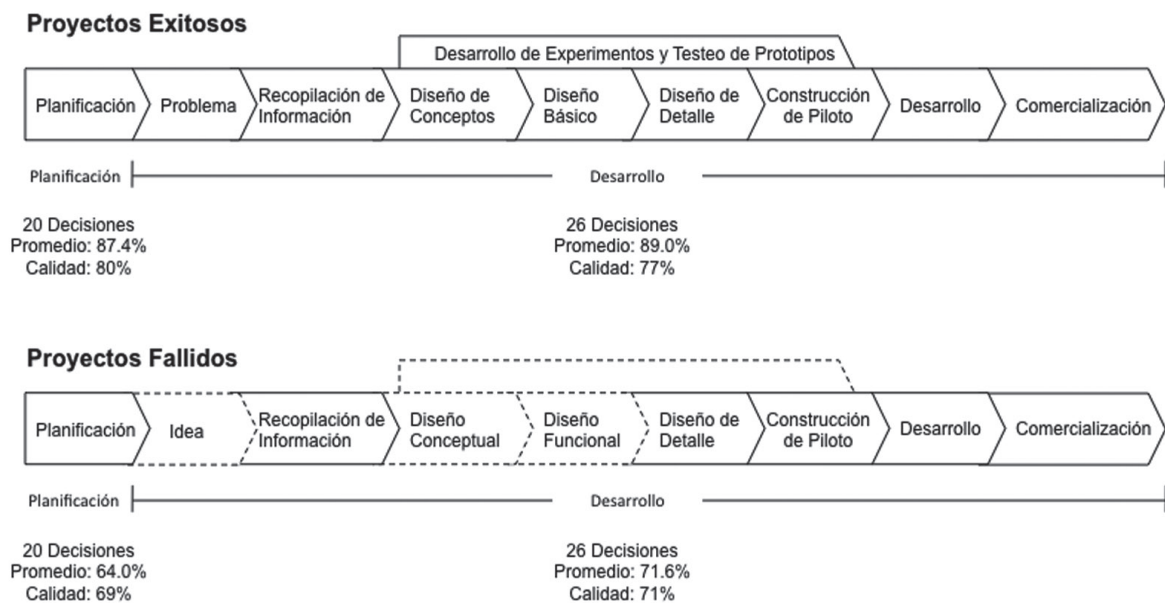 Proyectos Exitosos
Desarrollo de Experimentos y Testeo de Prototipos
Planificación
Problema
Recopilación de
Información
Diseño de
Conceptos
Diseño
Básico
Diseño de
Detalle
Construcción
de Piloto
Desarrollo
Comercialización
Planificación
Desarrollo
20 Decisiones
Promedio: 87.4%
Calidad: 80%
26 Decisiones
Promedio: 89.0%
Calidad: 77%
Proyectos Fallidos
Planificación
Idea
Recopilación de
Información
Diseño
Conceptual
Diseño
Funcional
Diseño de
Detalle
Construcción
de Piloto
Desarrollo
Comercialización
Planificación
Desarrollo
20 Decisiones
Promedio: 64.0%
Calidad: 69%
26 Decisiones
Promedio: 71.6%
Calidad: 71%